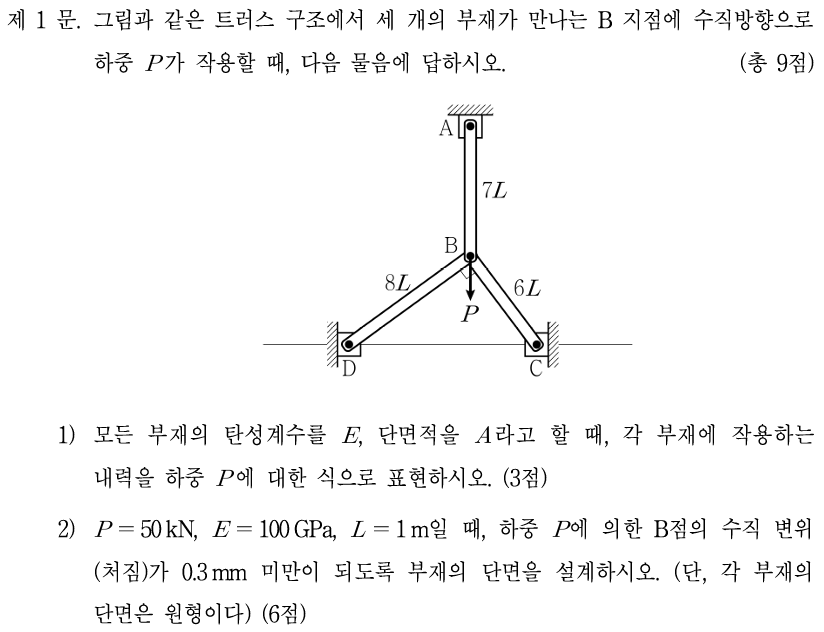 제 1 문. 그림과 같은 트러스 구조에서 세 개의 부재가 만나는 B 지점에 수직방향으로
하중 P가 작용할 때, 다음 물음에 답하시오. (총 9점)
A
7L
B
8L
6L
P
D
C
1) 모든 부재의 탄성계수를 E, 단면적을 A라고 할 때, 각 부재에 작용하는
내력을 하중 P에 대한 식으로 표현하시오. (3점)
2) P = 50 kN, E = 100 GPa, L = 1 m일 때, 하중 P에 의한 B점의 수직 변위
(처짐)가 0.3 mm 미만이 되도록 부재의 단면을 설계하시오. (단, 각 부재의
단면은 원형이다) (6점)